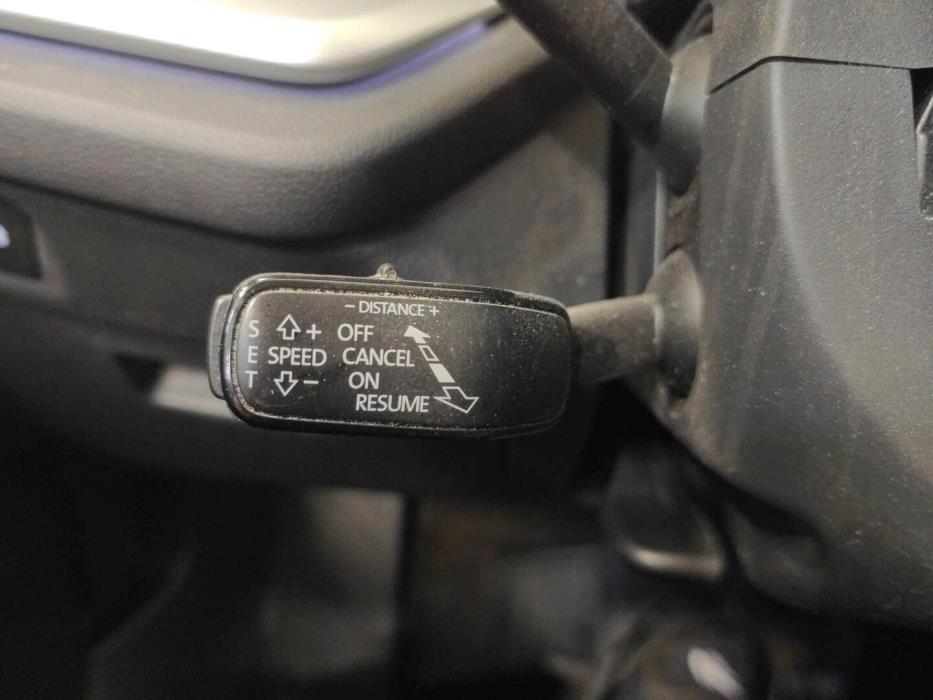 − DISTANCE +
S + OFF
E SPEED CANCEL
T − ON
RESUME